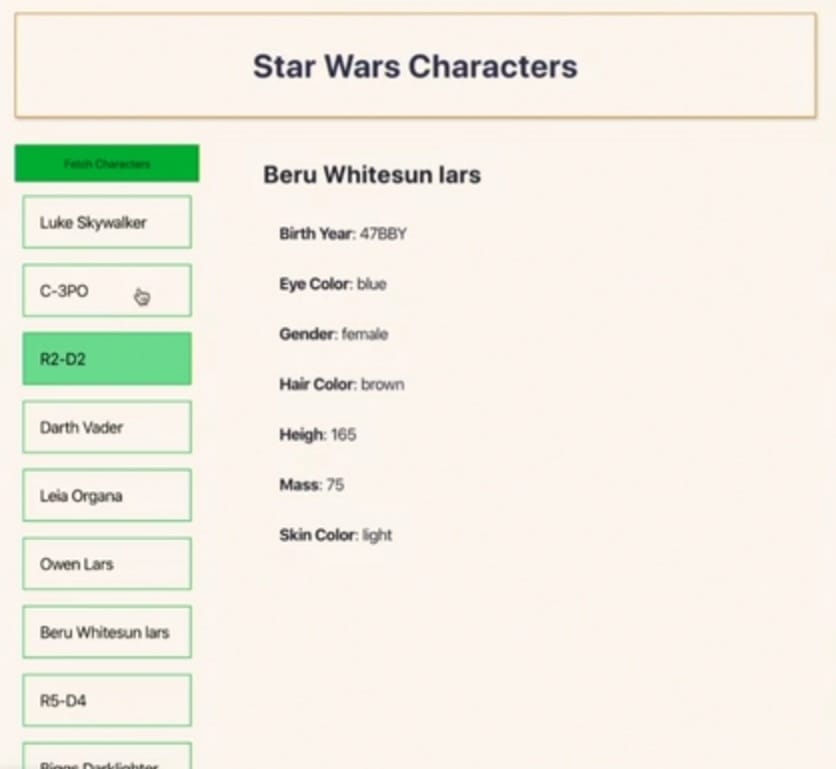 Star Wars Characters
Fetch Characters
Luke Skywalker
C-3PO
R2-D2
Darth Vader
Leia Organa
Owen Lars
Beru Whitesun lars
R5-D4
Biggs Darklighter
Beru Whitesun lars
Birth Year: 47BBY
Eye Color: blue
Gender: female
Hair Color: brown
Heigh: 165
Mass: 75
Skin Color: light